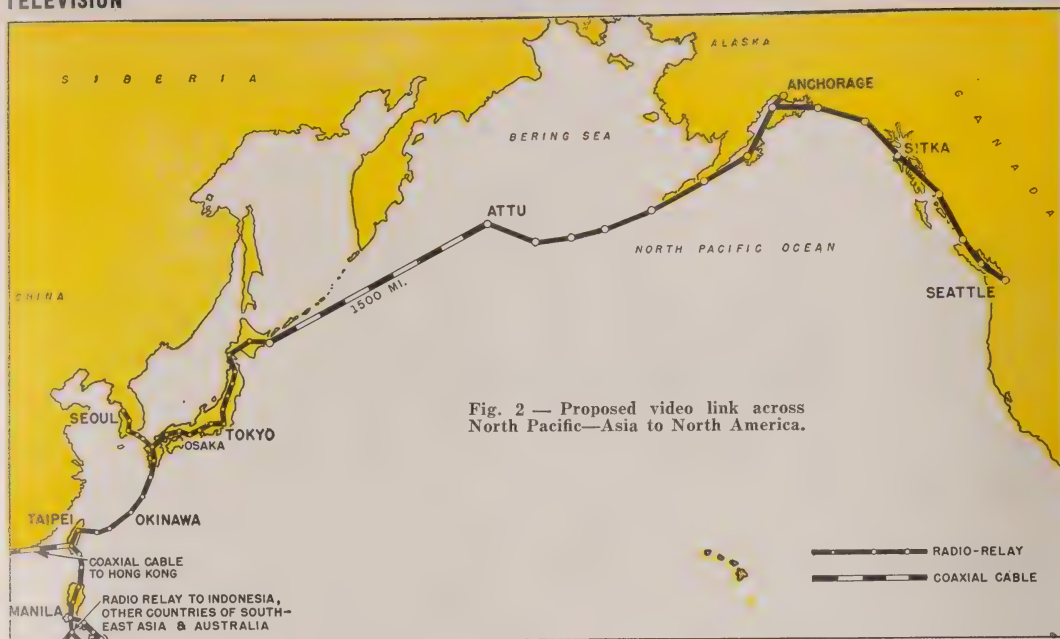 TELEVISION
SIBERIA
ALASKA
ANCHORAGE
CANADA
BERING SEA
SITKA
ATTU
NORTH PACIFIC OCEAN
CHINA
1500 MI.
SEATTLE
SEOUL
TOKYO
OSAKA
Fig. 2 — Proposed video link across
North Pacific—Asia to North America.
TAIPEI
OKINAWA
RADIO-RELAY
COAXIAL CABLE
TO HONG KONG
COAXIAL CABLE
MANILA
RADIO RELAY TO INDONESIA,
OTHER COUNTRIES OF SOUTH-
EAST ASIA & AUSTRALIA